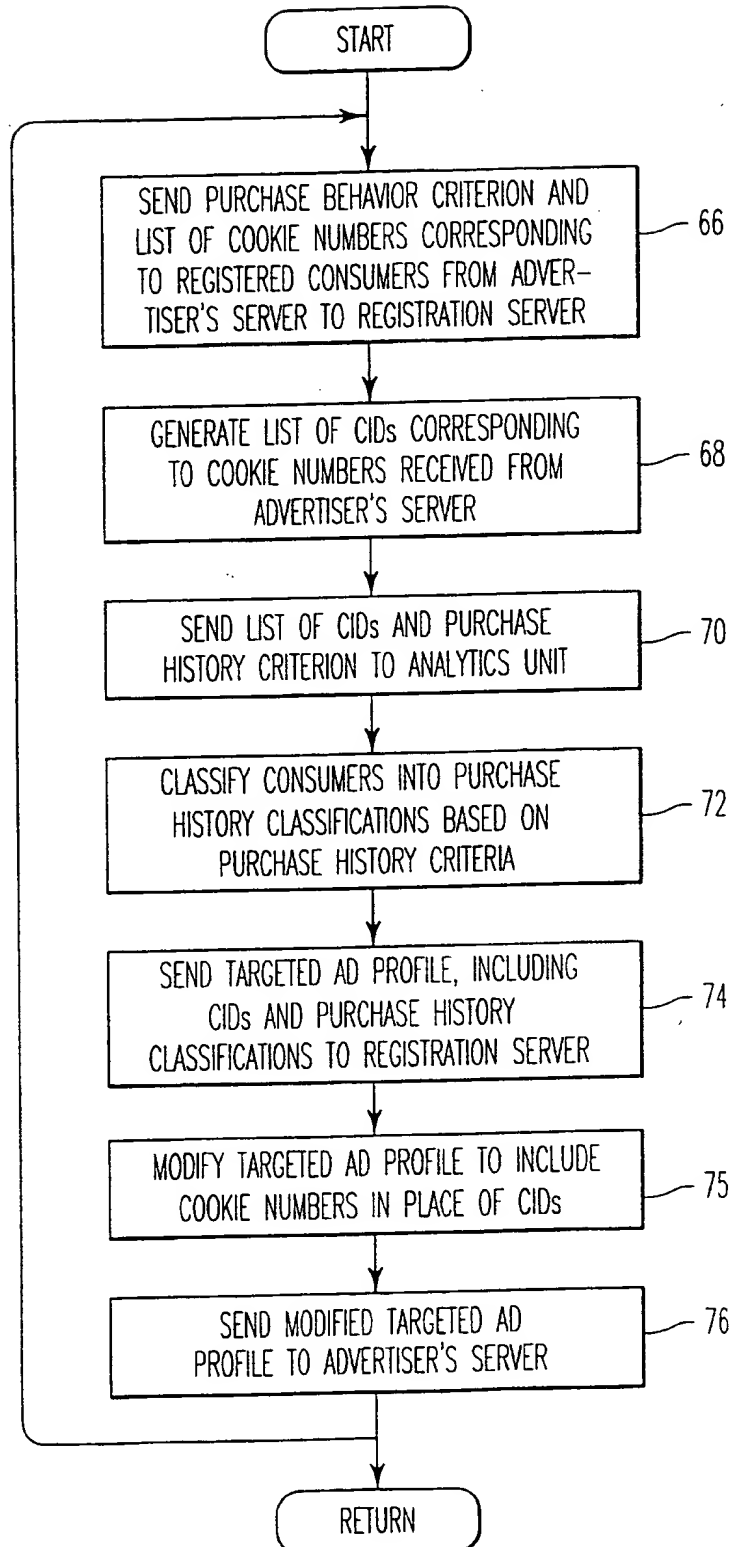 START
SEND PURCHASE BEHAVIOR CRITERION AND
LIST OF COOKIE NUMBERS CORRESPONDING
TO REGISTERED CONSUMERS FROM ADVER-
TISER'S SERVER TO REGISTRATION SERVER
66
GENERATE LIST OF CIDs CORRESPONDING
TO COOKIE NUMBERS RECEIVED FROM
ADVERTISER'S SERVER
68
SEND LIST OF CIDs AND PURCHASE
HISTORY CRITERION TO ANALYTICS UNIT
70
CLASSIFY CONSUMERS INTO PURCHASE
HISTORY CLASSIFICATIONS BASED ON
PURCHASE HISTORY CRITERIA
72
SEND TARGETED AD PROFILE, INCLUDING
CIDs AND PURCHASE HISTORY
CLASSIFICATIONS TO REGISTRATION SERVER
74
MODIFY TARGETED AD PROFILE TO INCLUDE
COOKIE NUMBERS IN PLACE OF CIDs
75
SEND MODIFIED TARGETED AD
PROFILE TO ADVERTISER'S SERVER
76
RETURN